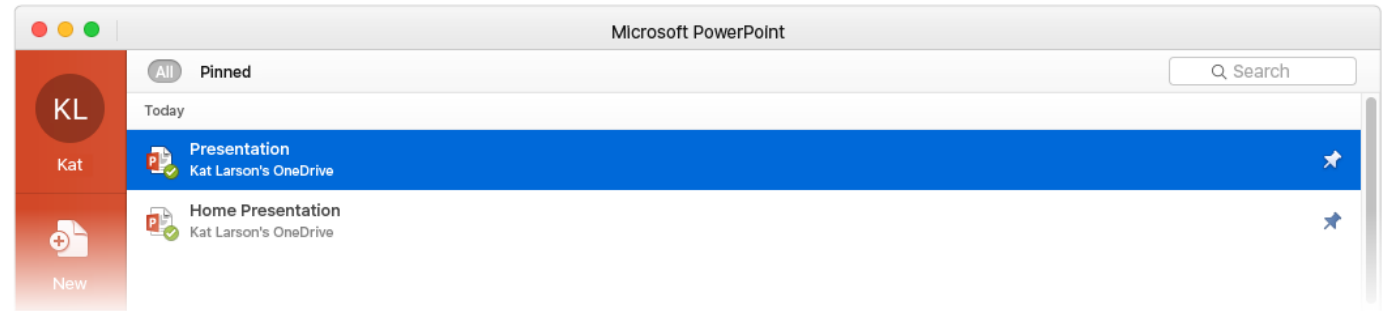 Microsoft PowerPoint
All Pinned Search
KL
Kat
Today
P Presentation
Kat Larson's OneDrive
P Home Presentation
Kat Larson's OneDrive
New